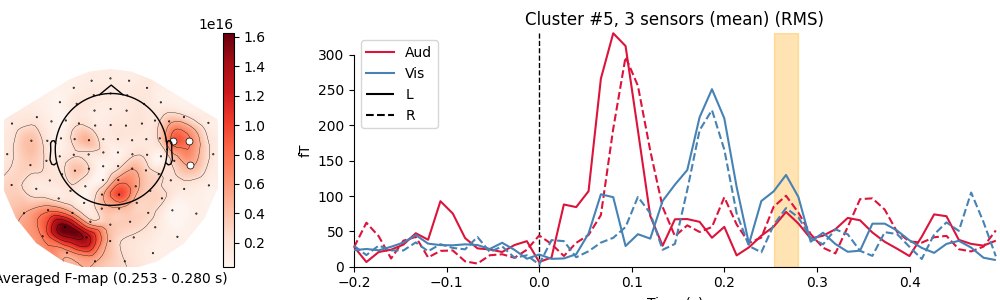 Cluster #5, 3 sensors (mean) (RMS)
1e16
1.6
1.4
1.2
1.0
0.8
0.6
0.4
0.2
Averaged F-map (0.253 - 0.280 s)
fT
300
250
200
150
100
50
0
Aud
Vis
L
R
−0.2
−0.1
0.0
0.1
0.2
0.3
0.4
Time (s)